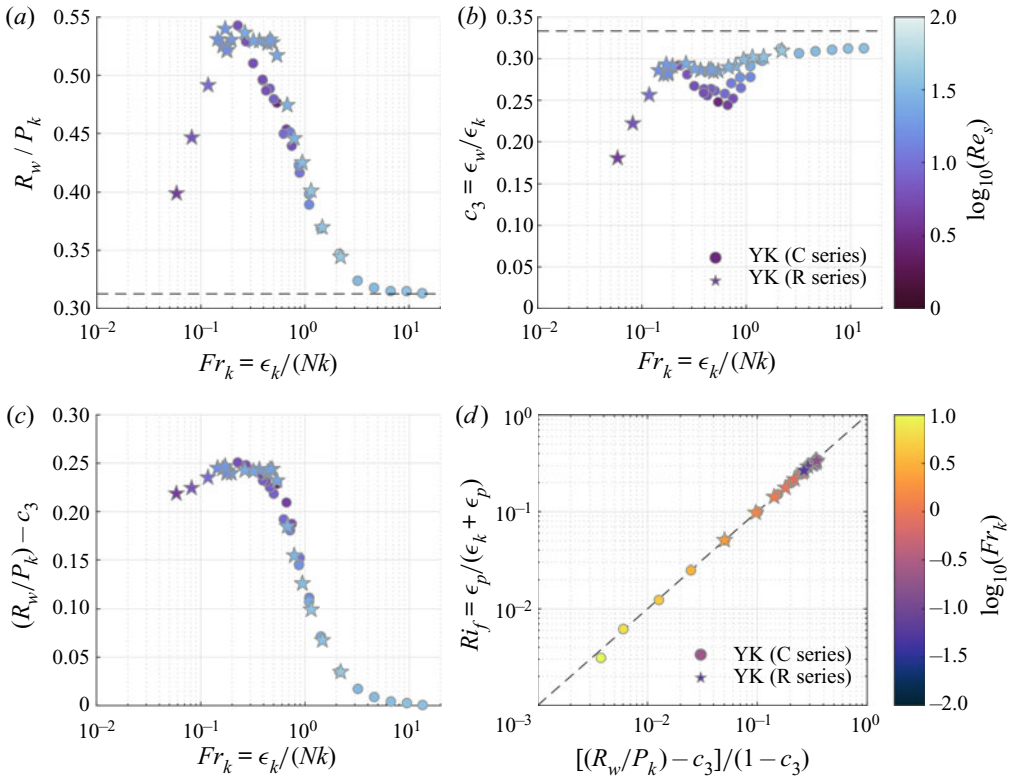 (a)
0.55
0.50
0.45
0.40
0.35
0.30
R_w / P_k
10^−2
10^−1
10^0
10^1
Fr_k = ϵ_k/(Nk)
(b)
0.35
0.30
0.25
0.20
0.15
0.10
0.05
0
c_3 = ϵ_w/ϵ_k
YK (C series)
YK (R series)
10^−2
10^−1
10^0
10^1
Fr_k = ϵ_k/(Nk)
2.0
1.5
1.0
0.5
0
log_10(Re_s)
(c)
0.30
0.25
0.20
0.15
0.10
0.05
0
(R_w/P_k) − c_3
10^−2
10^−1
10^0
10^1
Fr_k = ϵ_k/(Nk)
(d)
10^0
10^−1
10^−2
10^−3
Ri_f = ϵ_p/(ϵ_k + ϵ_p)
YK (C series)
YK (R series)
10^−2
10^−1
10^0
[(R_w/P_k) − c_3]/(1 − c_3)
1.0
0.5
0
−0.5
−1.0
−1.5
−2.0
log_10(Fr_k)